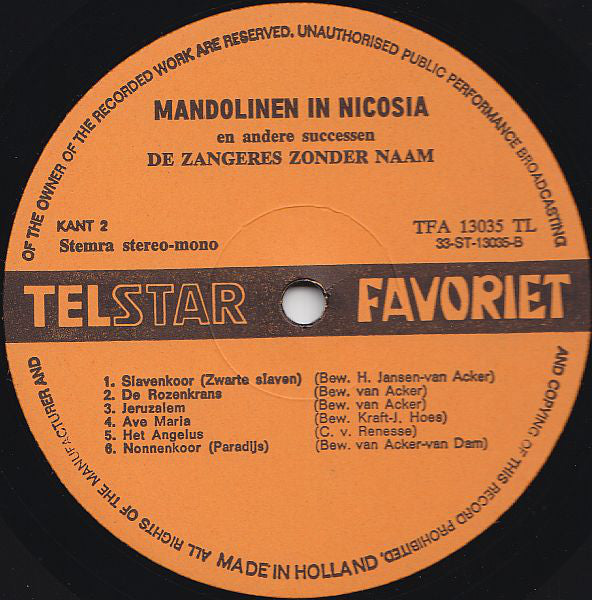 ALL RIGHTS OF THE MANUFACTURER AND OF THE OWNER OF THE RECORDED WORK ARE RESERVED. UNAUTHORISED PUBLIC PERFORMANCE BROADCASTING AND COPYING OF THIS RECORD PROHIBITED.
MANDOLINEN IN NICOSIA
en andere successen
DE ZANGERES ZONDER NAAM
KANT 2
Stemra stereo-mono
TFA 13035 TL
33-ST-13035-B
TELSTAR FAVORIET
1. Slavenkoor (Zwarte slaven) (Bew. H. Jansen-van Acker)
2. De Rozenkrans (Bew. van Acker)
3. Jeruzalem (Bew. van Acker)
4. Ave Maria (Bew. Kraft-J. Hoes)
5. Het Angelus (C. v. Renesse)
6. Nonnenkoor (Paradijs) (Bew. van Acker-van Dam)
MADE IN HOLLAND